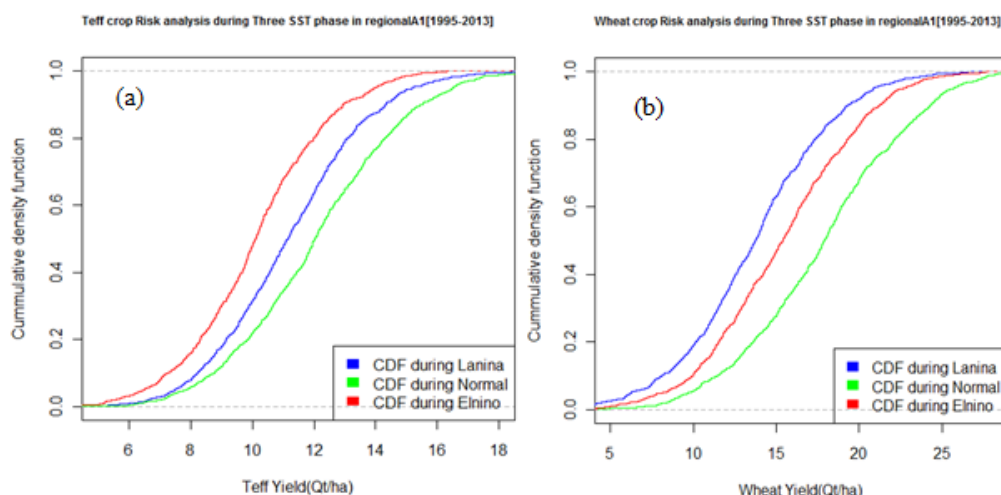 Teff crop Risk analysis during Three SST phase in regionalA1[1995-2013]
(a)
Cummulative density function
1.0
0.8
0.6
0.4
0.2
0.0
CDF during Lanina
CDF during Normal
CDF during Elnino
6 8 10 12 14 16 18
Teff Yield(Qt/ha)
Wheat crop Risk analysis during Three SST phase in regionalA1[1995-2013]
(b)
Cummulative density function
1.0
0.8
0.6
0.4
0.2
0.0
CDF during Lanina
CDF during Normal
CDF during Elnino
5 10 15 20 25
Wheat Yield(Qt/ha)